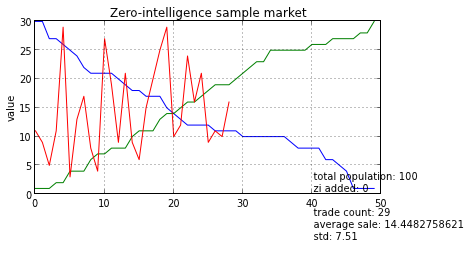 Zero-intelligence sample market
value
30
25
20
15
10
5
0
0 10 20 30 40 50
total population: 100
zi added: 0
trade count: 29
average sale: 14.4482758621
std: 7.51